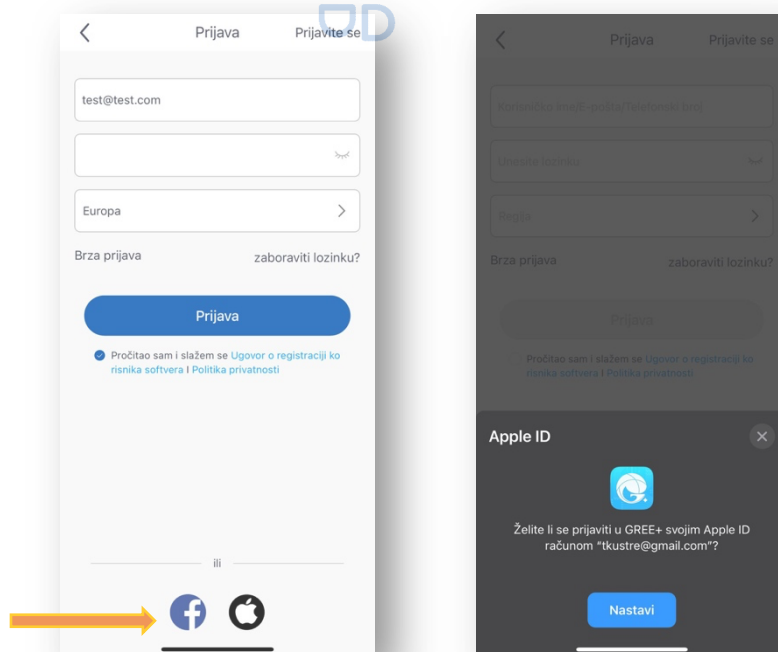 Prijava
Prijavite se
test@test.com
Europa
Brza prijava
zaboraviti lozinku?
Prijava
Pročitao sam i slažem se Ugovor o registraciji ko
risnika softvera I Politika privatnosti
ili
Prijava
Prijavite se
Korisničko ime/E-pošta/Telefonski broj
Unesite lozinku
Regija
Brza prijava
zaboraviti lozinku?
Prijava
Pročitao sam i slažem se Ugovor o registraciji ko
risnika softvera I Politika privatnosti
Apple ID
Želite li se prijaviti u GREE+ svojim Apple ID
računom “tkustre@gmail.com”?
Nastavi